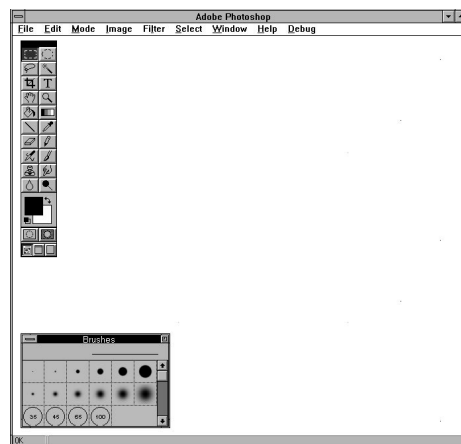 Adobe Photoshop
File Edit Mode Image Filter Select Window Help Debug
T
Brushes
35 45 65 100
OK